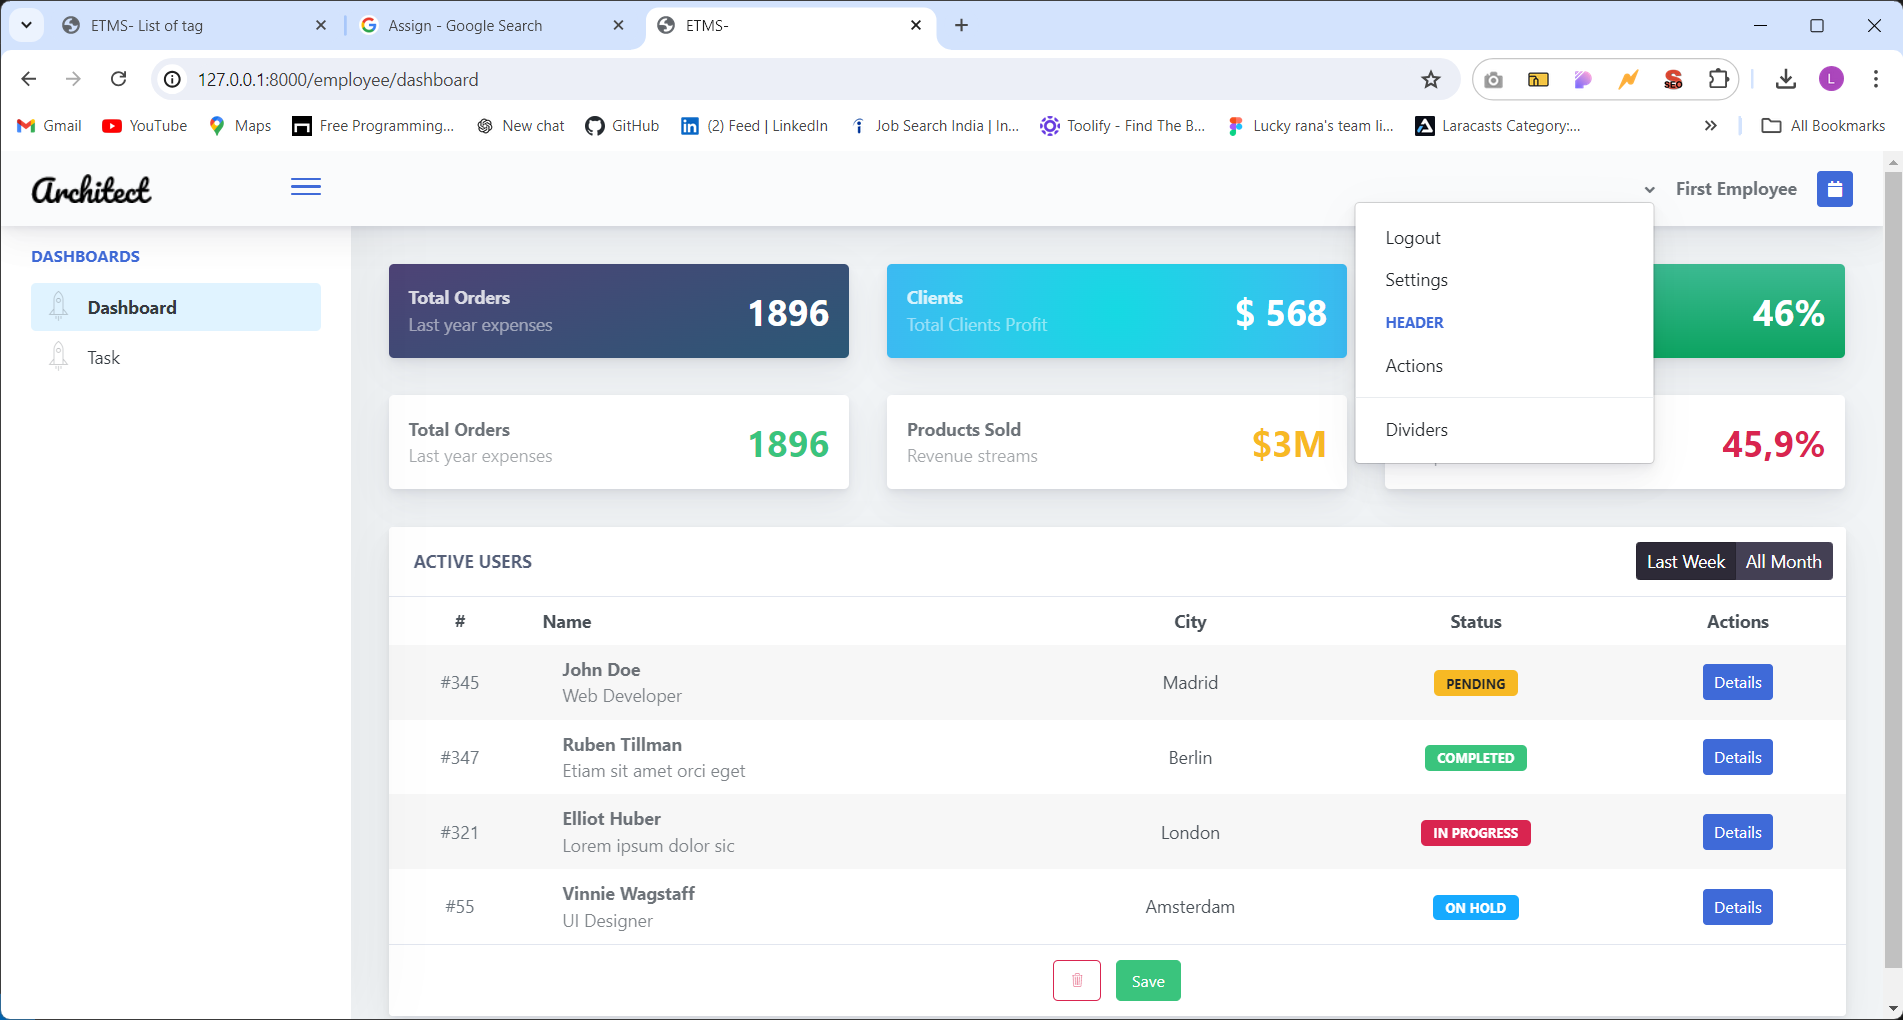 ETMS- List of tag
Assign - Google Search
ETMS-
127.0.0.1:8000/employee/dashboard
SEO
L
Gmail
YouTube
Maps
Free Programming...
New chat
GitHub
(2) Feed | LinkedIn
Job Search India | In...
Toolify - Find The B...
Lucky rana's team li...
Laracasts Category:...
All Bookmarks
Architect
First Employee
Logout
Settings
HEADER
Actions
Dividers
DASHBOARDS
Dashboard
Task
Total Orders
Last year expenses
1896
Clients
Total Clients Profit
$ 568
46%
Total Orders
Last year expenses
1896
Products Sold
Revenue streams
$3M
45,9%
ACTIVE USERS
Last Week
All Month
# Name City Status Actions
#345
John Doe
Web Developer
Madrid
PENDING
Details
#347
Ruben Tillman
Etiam sit amet orci eget
Berlin
COMPLETED
Details
#321
Elliot Huber
Lorem ipsum dolor sic
London
IN PROGRESS
Details
#55
Vinnie Wagstaff
UI Designer
Amsterdam
ON HOLD
Details
Save